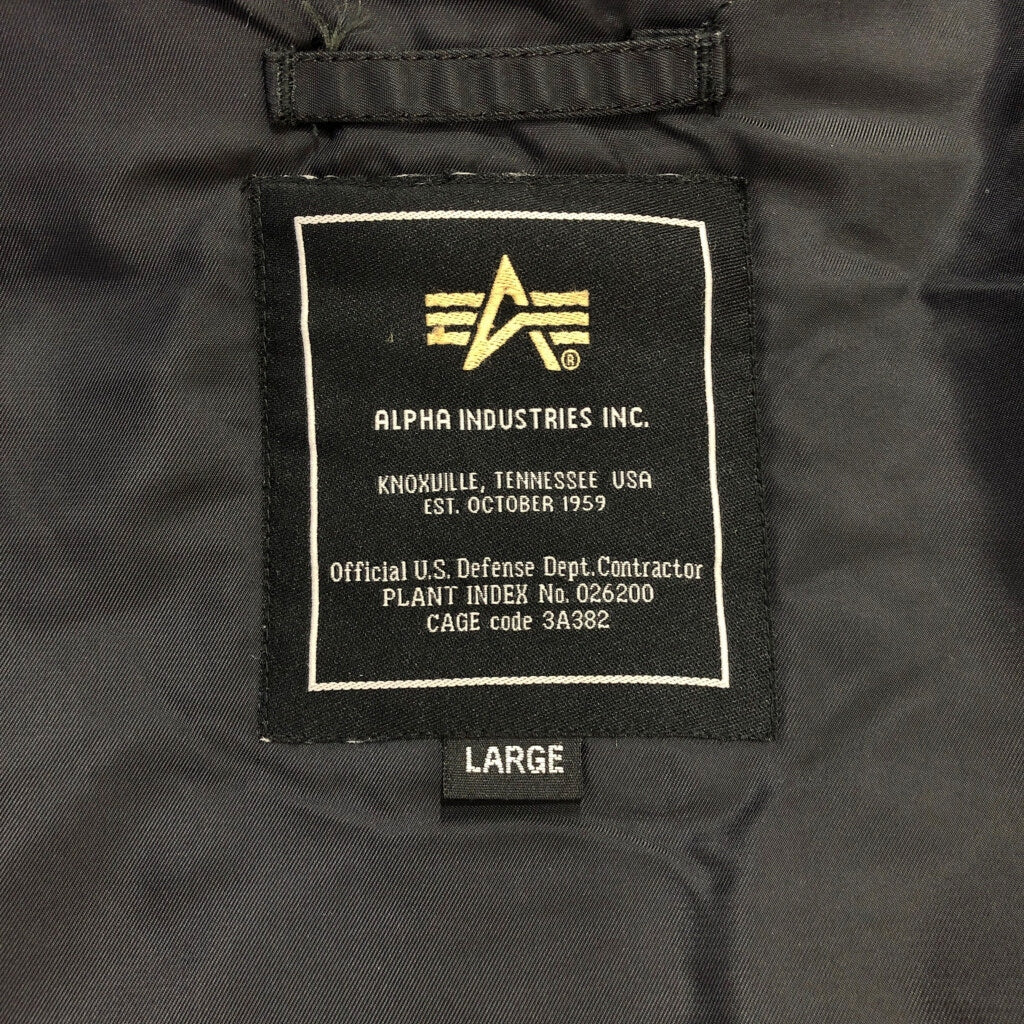 ®
ALPHA INDUSTRIES INC.
KNOXVILLE, TENNESSEE USA
EST. OCTOBER 1959
Official U.S. Defense Dept. Contractor
PLANT INDEX No. 026200
CAGE code 3A382
LARGE